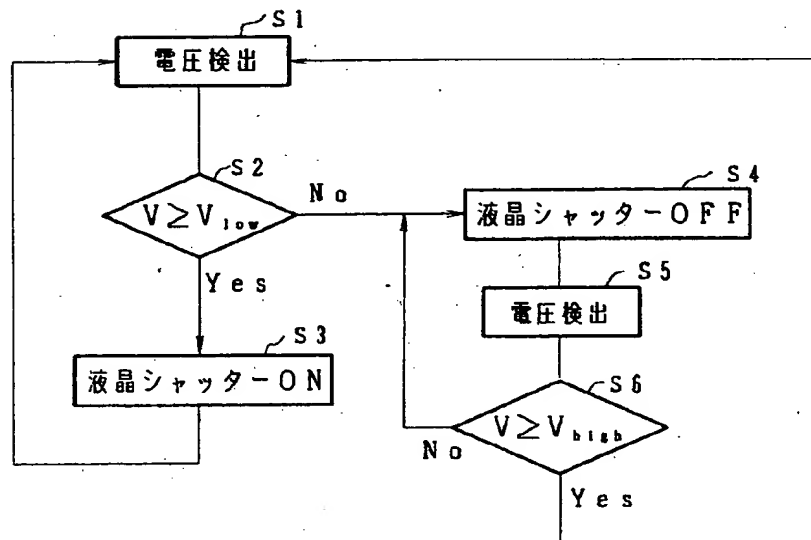 S1
電圧検出
S2
V≥V low
No
Yes
S3
液晶シャッターON
S4
液晶シャッターOFF
S5
電圧検出
S6
V≥V high
No
Yes